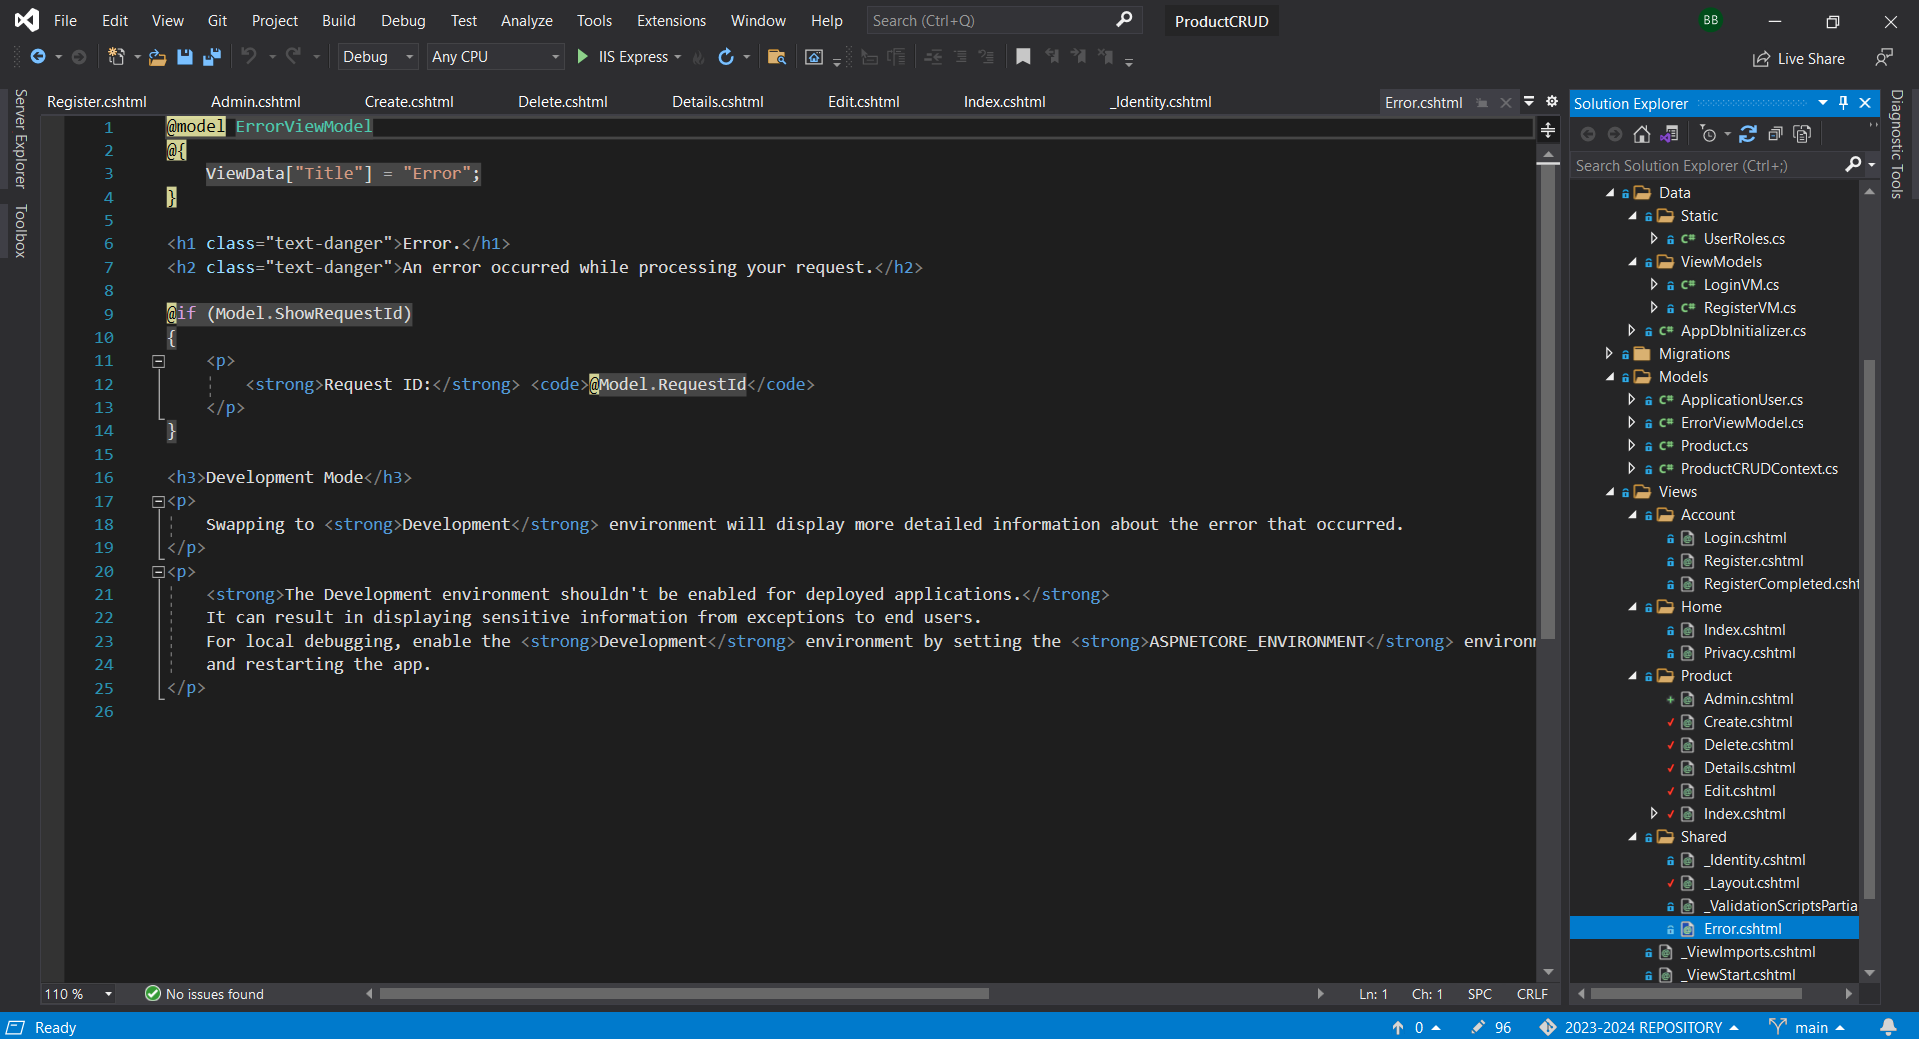 File Edit View Git Project Build Debug Test Analyze Tools Extensions Window Help Search (Ctrl+Q) ProductCRUD BB
Debug Any CPU IIS Express Live Share
Server Explorer
Toolbox
Register.cshtml Admin.cshtml Create.cshtml Delete.cshtml Details.cshtml Edit.cshtml Index.cshtml _Identity.cshtml Error.cshtml
1 @model ErrorViewModel
2 @{
3 ViewData["Title"] = "Error";
4 }
5
6 <h1 class="text-danger">Error.</h1>
7 <h2 class="text-danger">An error occurred while processing your request.</h2>
8
9 @if (Model.ShowRequestId)
10 {
11 <p>
12 <strong>Request ID:</strong> <code>@Model.RequestId</code>
13 </p>
14 }
15
16 <h3>Development Mode</h3>
17 <p>
18 Swapping to <strong>Development</strong> environment will display more detailed information about the error that occurred.
19 </p>
20 <p>
21 <strong>The Development environment shouldn't be enabled for deployed applications.</strong>
22 It can result in displaying sensitive information from exceptions to end users.
23 For local debugging, enable the <strong>Development</strong> environment by setting the <strong>ASPNETCORE_ENVIRONMENT</strong> environ
24 and restarting the app.
25 </p>
26
110 % No issues found Ln: 1 Ch: 1 SPC CRLF
Solution Explorer
Search Solution Explorer (Ctrl+;)
Data
Static
C# UserRoles.cs
ViewModels
C# LoginVM.cs
C# RegisterVM.cs
C# AppDbInitializer.cs
Migrations
Models
C# ApplicationUser.cs
C# ErrorViewModel.cs
C# Product.cs
C# ProductCRUDContext.cs
Views
Account
Login.cshtml
Register.cshtml
RegisterCompleted.csht
Home
Index.cshtml
Privacy.cshtml
Product
Admin.cshtml
Create.cshtml
Delete.cshtml
Details.cshtml
Edit.cshtml
Index.cshtml
Shared
_Identity.cshtml
_Layout.cshtml
_ValidationScriptsPartia
Error.cshtml
_ViewImports.cshtml
_ViewStart.cshtml
Diagnostic Tools
Ready 0 96 2023-2024 REPOSITORY main